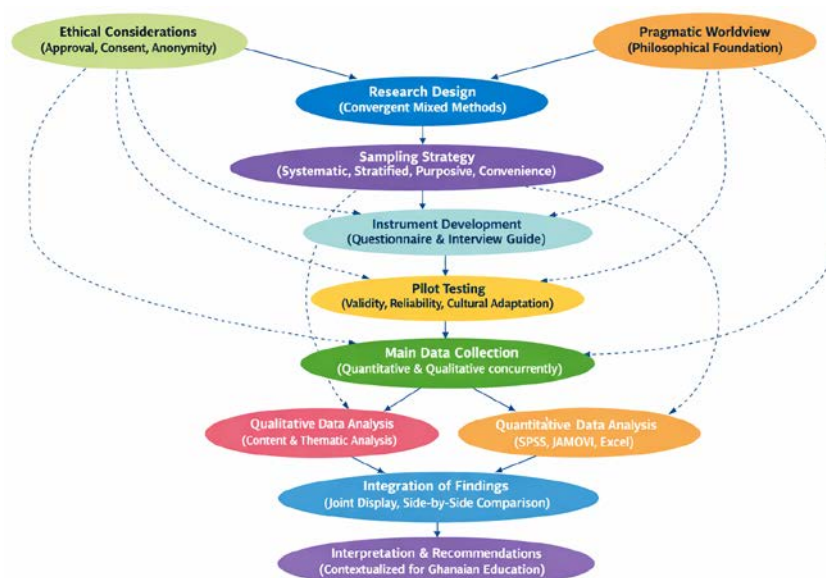 Ethical Considerations
(Approval, Consent, Anonymity)
Pragmatic Worldview
(Philosophical Foundation)
Research Design
(Convergent Mixed Methods)
Sampling Strategy
(Systematic, Stratified, Purposive, Convenience)
Instrument Development
(Questionnaire & Interview Guide)
Pilot Testing
(Validity, Reliability, Cultural Adaptation)
Main Data Collection
(Quantitative & Qualitative concurrently)
Qualitative Data Analysis
(Content & Thematic Analysis)
Quantitative Data Analysis
(SPSS, JAMOVI, Excel)
Integration of Findings
(Joint Display, Side-by-Side Comparison)
Interpretation & Recommendations
(Contextualized for Ghanaian Education)